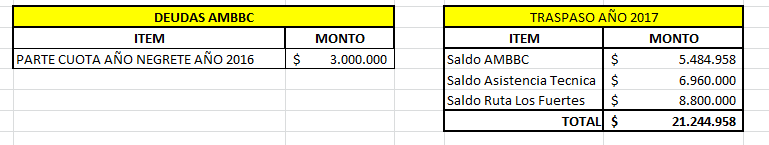 DEUDAS AMBBC
ITEM MONTO
PARTE CUOTA AÑO NEGRETE AÑO 2016 $ 3.000.000
TRASPASO AÑO 2017
ITEM MONTO
Saldo AMBBC $ 5.484.958
Saldo Asistencia Tecnica $ 6.960.000
Saldo Ruta Los Fuertes $ 8.800.000
TOTAL $ 21.244.958